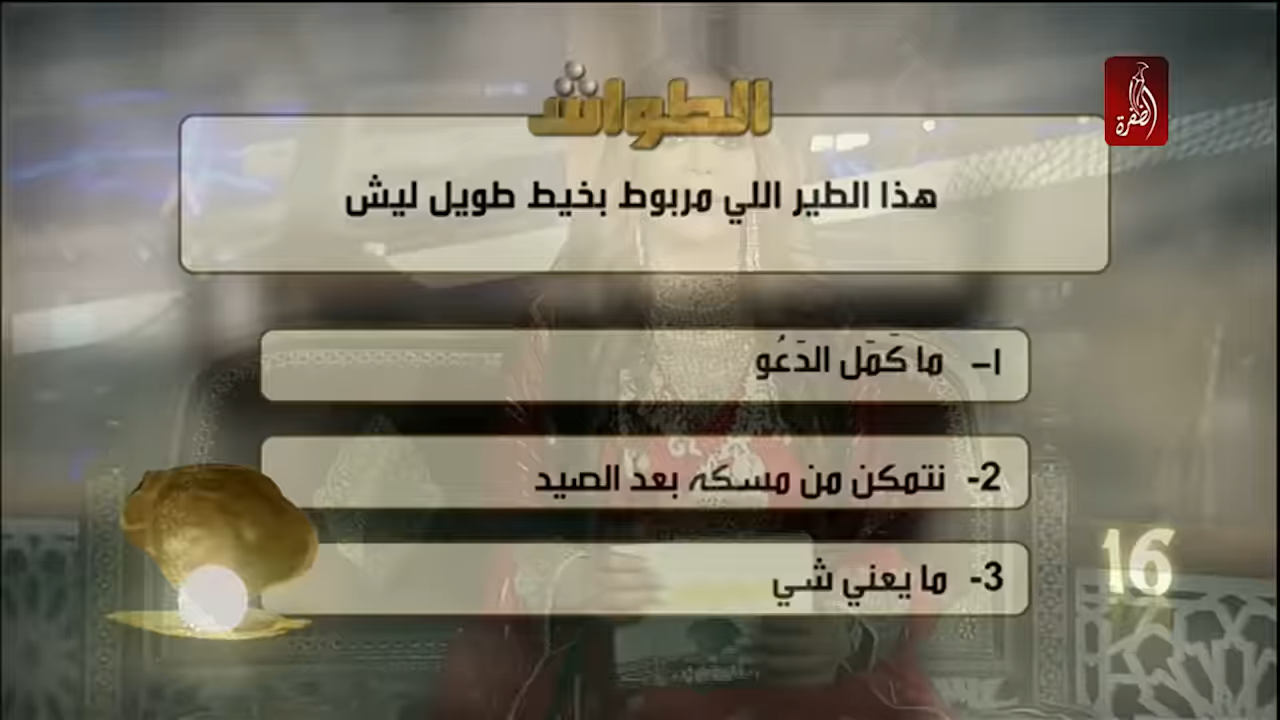 الظفرة
الطواش
هذا الطير اللي مربوط بخيط طويل ليش
١- ما كَمَل الدَعُو
2- نتمكن من مسكه بعد الصيد
3- ما يعني شي
16